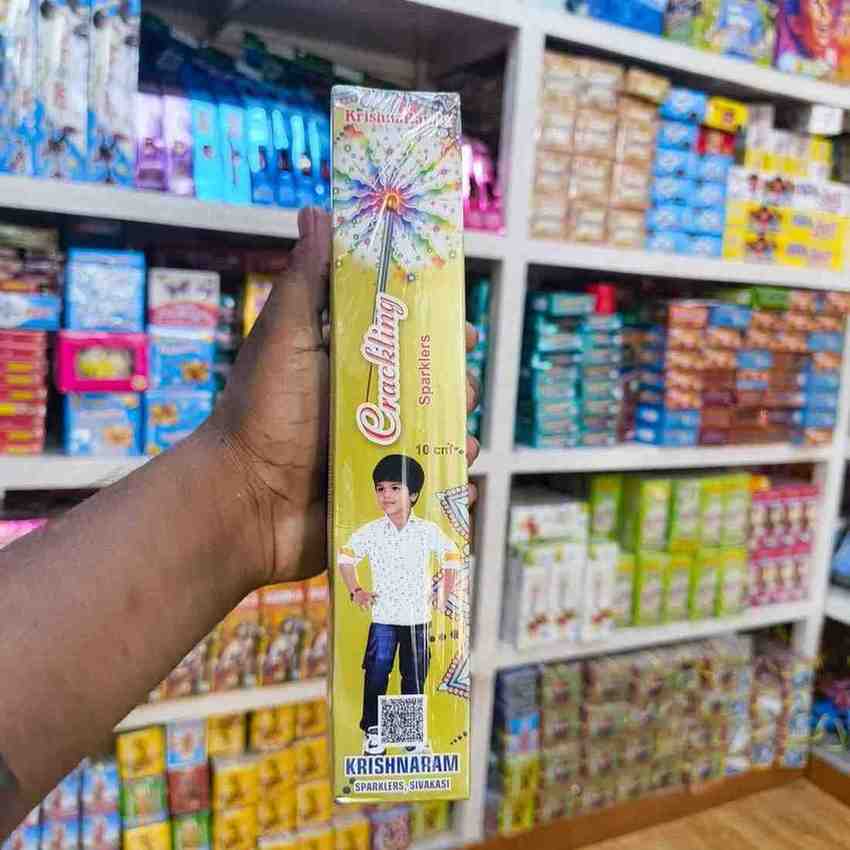 Crackling
Sparklers
10 cm
KRISHNARAM
SPARKLERS, SIVAKASI